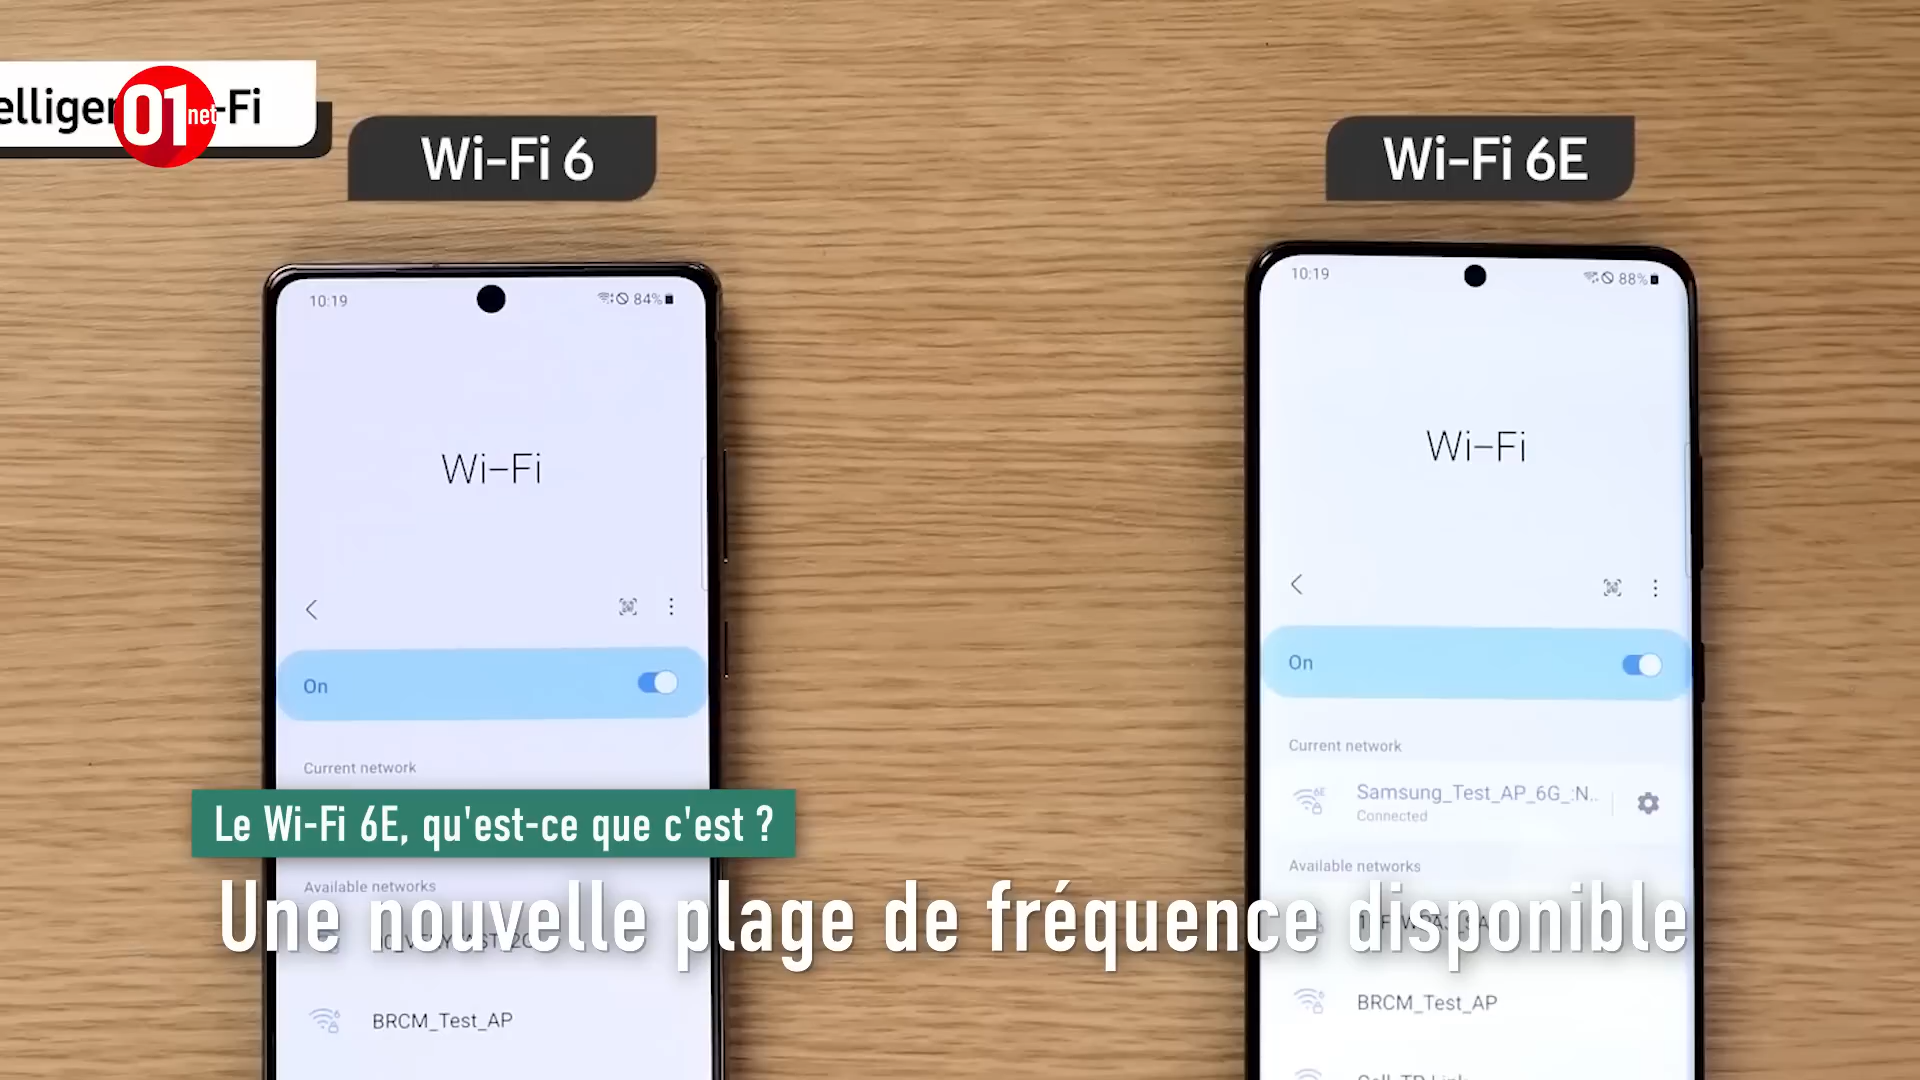 elliger -Fi
01net
Wi-Fi 6
Wi-Fi 6E
10:19
84%
Wi-Fi
On
Current network
Available networks
BRCM_Test_AP
10:19
88%
Wi-Fi
On
Current network
Samsung_Test_AP_6G_:N..
Connected
Available networks
BRCM_Test_AP
Le Wi-Fi 6E, qu'est-ce que c'est ?
Une nouvelle plage de fréquence disponible